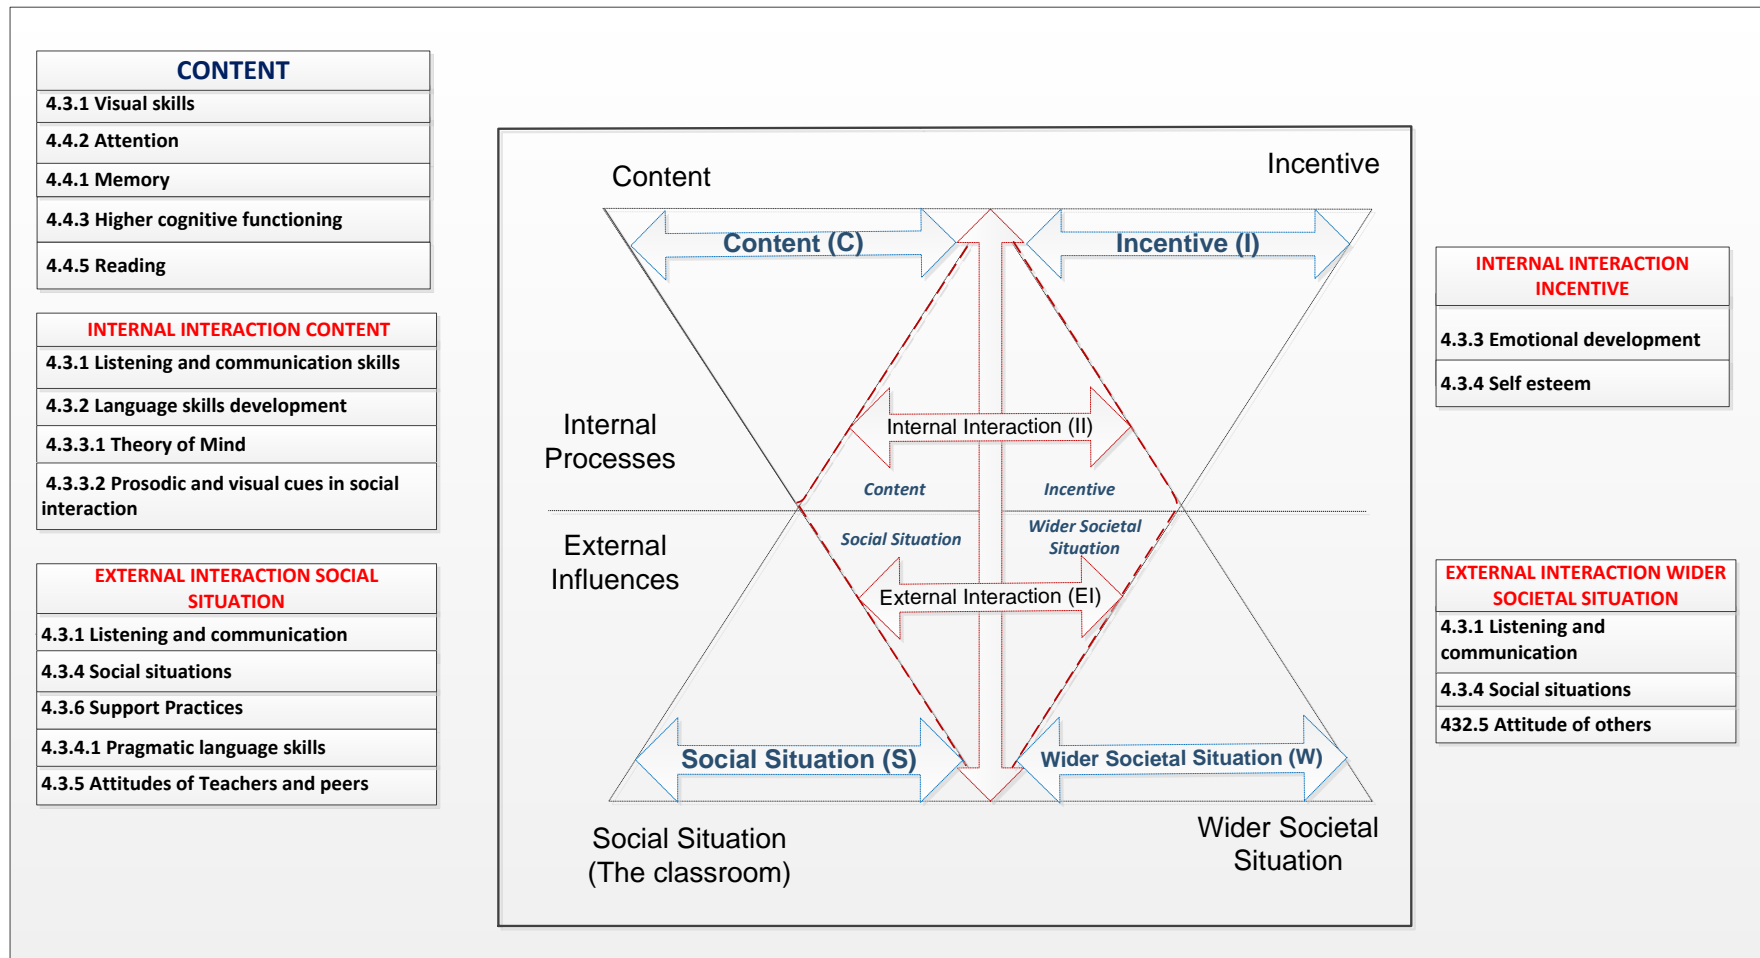 CONTENT
4.3.1 Visual skills
4.4.2 Attention
4.4.1 Memory
4.4.3 Higher cognitive functioning
4.4.5 Reading
INTERNAL INTERACTION CONTENT
4.3.1 Listening and communication skills
4.3.2 Language skills development
4.3.3.1 Theory of Mind
4.3.3.2 Prosodic and visual cues in social
interaction
EXTERNAL INTERACTION SOCIAL
SITUATION
4.3.1 Listening and communication
4.3.4 Social situations
4.3.6 Support Practices
4.3.4.1 Pragmatic language skills
4.3.5 Attitudes of Teachers and peers
Content
Incentive
Content (C)
Incentive (I)
Internal
Processes
Internal Interaction (II)
Content
Incentive
External
Influences
Social Situation
Wider Societal
Situation
External Interaction (EI)
Social Situation (S)
Wider Societal Situation (W)
Social Situation
(The classroom)
Wider Societal
Situation
INTERNAL INTERACTION
INCENTIVE
4.3.3 Emotional development
4.3.4 Self esteem
EXTERNAL INTERACTION WIDER
SOCIETAL SITUATION
4.3.1 Listening and
communication
4.3.4 Social situations
432.5 Attitude of others